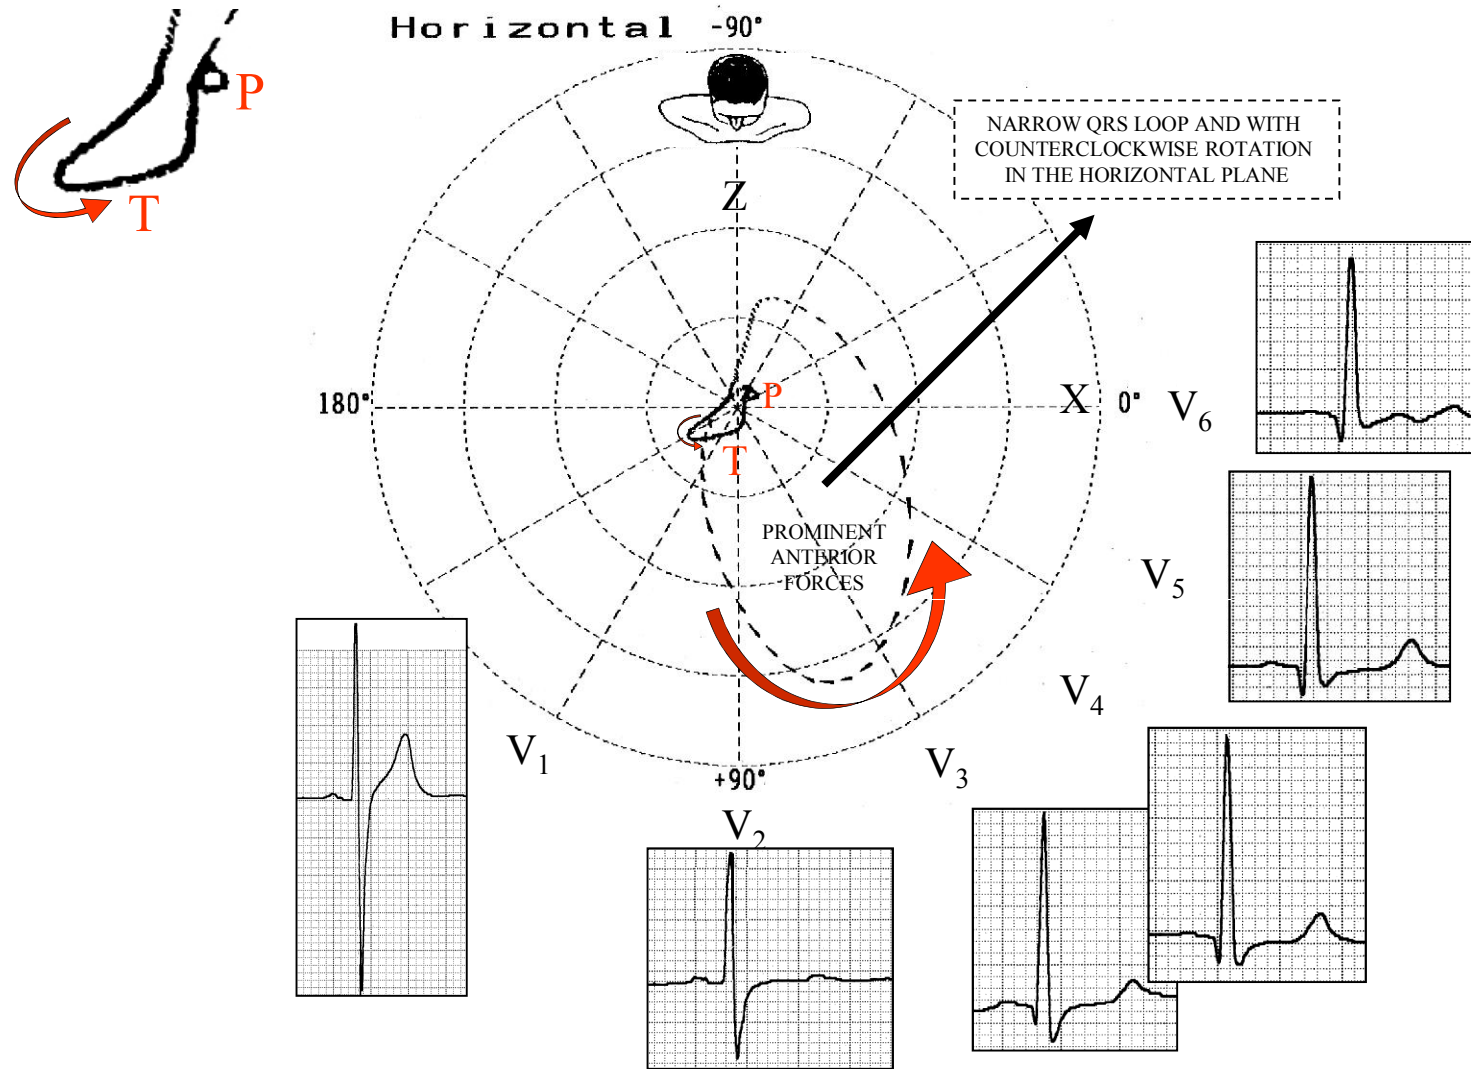 Horizontal
-90°
P
T
NARROW QRS LOOP AND WITH
COUNTERCLOCKWISE ROTATION
IN THE HORIZONTAL PLANE
Z
180°
P
X
0°
V6
T
PROMINENT
ANTERIOR
FORCES
V5
V4
V1
V3
+90°
V2